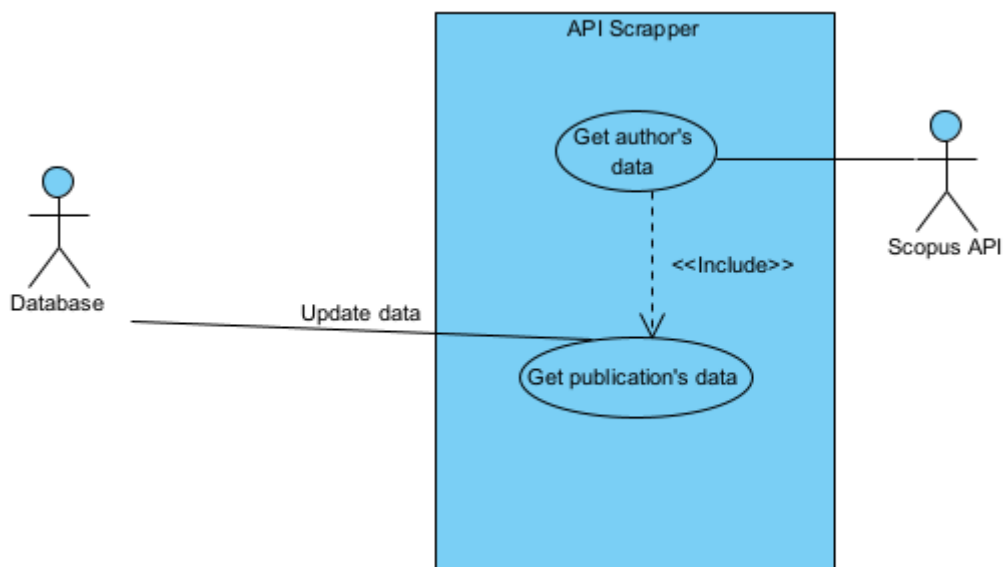 API Scrapper
Get author's
data
Scopus API
<<Include>>
Database
Update data
Get publication's data